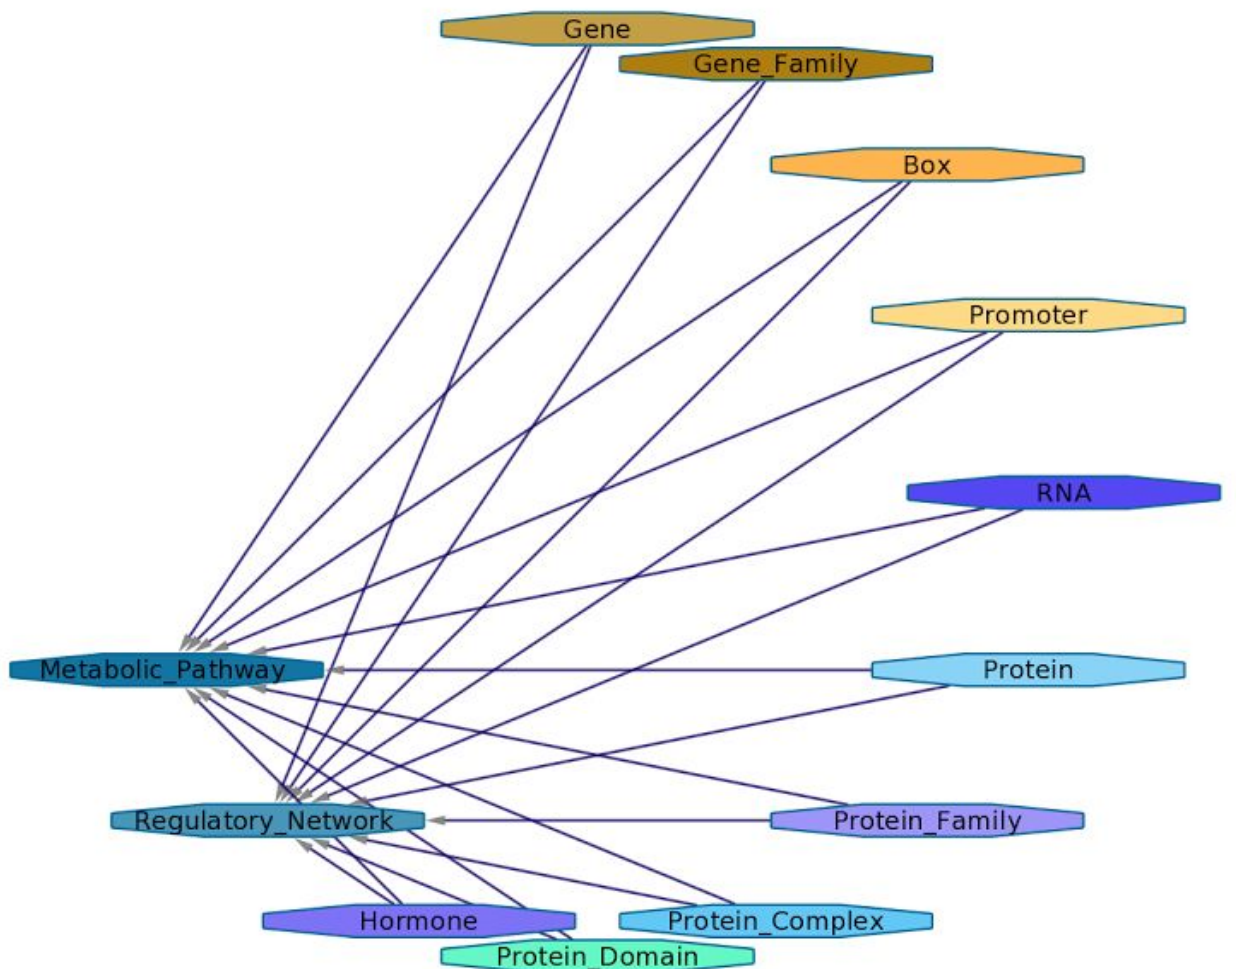 Gene
Gene_Family
Box
Promoter
RNA
Metabolic_Pathway
Protein
Regulatory_Network
Protein_Family
Hormone
Protein_Complex
Protein_Domain